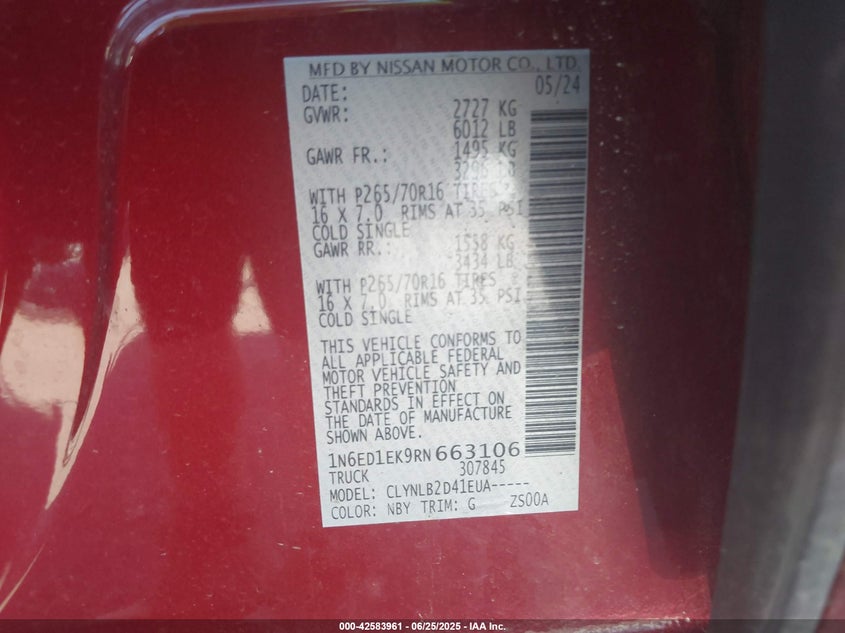 MFD BY NISSAN MOTOR CO., LTD.
DATE: 05/24
GVWR: 2727 KG
6012 LB
GAWR FR.: 1495 KG
LB
WITH P265/70R16 TIRES
16 X 7.0 RIMS AT 35 PSI
COLD SINGLE
GAWR RR.: 1558 KG
3434 LB
WITH P265/70R16 TIRES
16 X 7.0 RIMS AT 35 PSI
COLD SINGLE
THIS VEHICLE CONFORMS TO
ALL APPLICABLE FEDERAL
MOTOR VEHICLE SAFETY AND
THEFT PREVENTION
STANDARDS IN EFFECT ON
THE DATE OF MANUFACTURE
SHOWN ABOVE.
1N6ED1EK9RN663106
TRUCK 307845
MODEL: CLYNLB2D41EUA-----
COLOR: NBY TRIM: G ZS00A
000-42583961 - 06/25/2025 - IAA Inc.